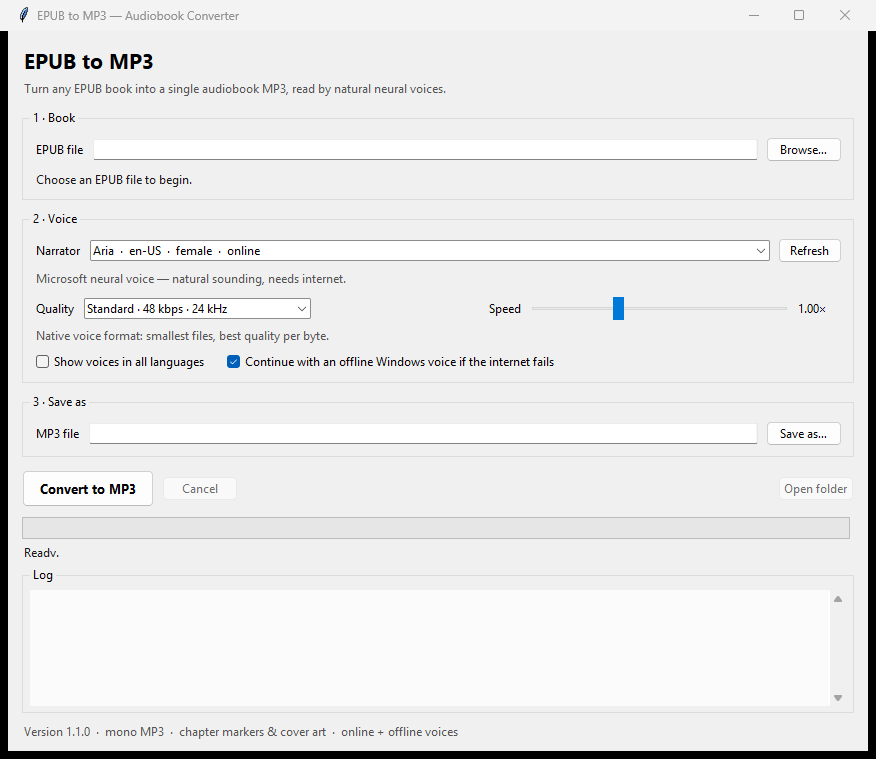 EPUB to MP3 — Audiobook Converter
EPUB to MP3
Turn any EPUB book into a single audiobook MP3, read by natural neural voices.
1 · Book
EPUB file Browse...
Choose an EPUB file to begin.
2 · Voice
Narrator Aria · en-US · female · online Refresh
Microsoft neural voice — natural sounding, needs internet.
Quality Standard · 48 kbps · 24 kHz Speed 1.00×
Native voice format: smallest files, best quality per byte.
Show voices in all languages Continue with an offline Windows voice if the internet fails
3 · Save as
MP3 file Save as...
Convert to MP3 Cancel Open folder
Ready.
Log
Version 1.1.0 · mono MP3 · chapter markers & cover art · online + offline voices